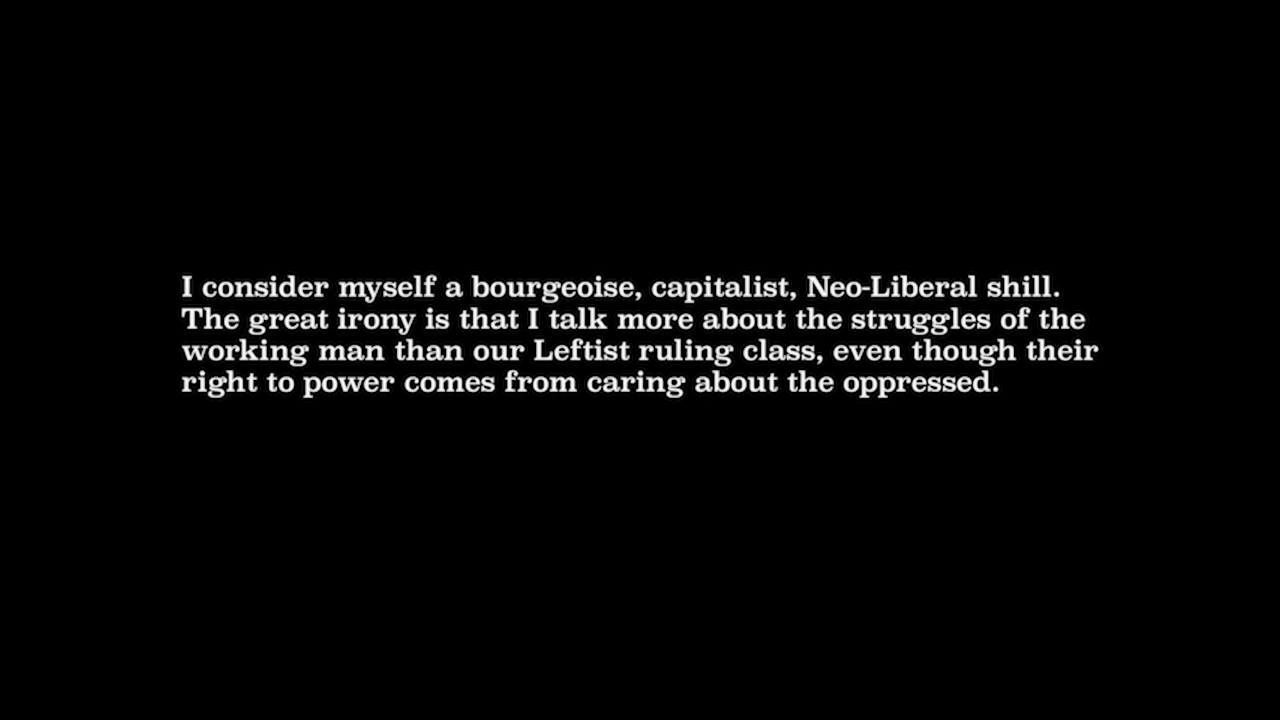 I consider myself a bourgeoise, capitalist, Neo-Liberal shill.
The great irony is that I talk more about the struggles of the
working man than our Leftist ruling class, even though their
right to power comes from caring about the oppressed.